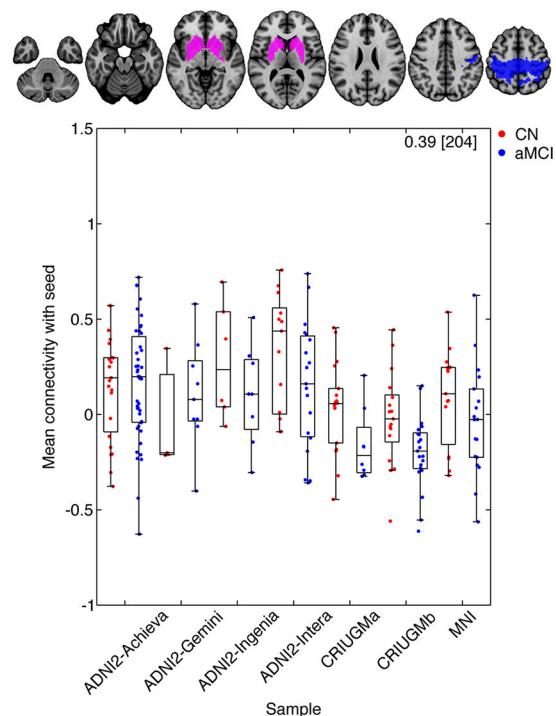 1.5
0.39 [204]
CN
aMCI
1
0.5
0
-0.5
-1
Mean connectivity with seed
ADNI2-Achieva
ADNI2-Gemini
ADNI2-Ingenia
ADNI2-Intera
CRIUGMa
CRIUGMb
MNI
Sample